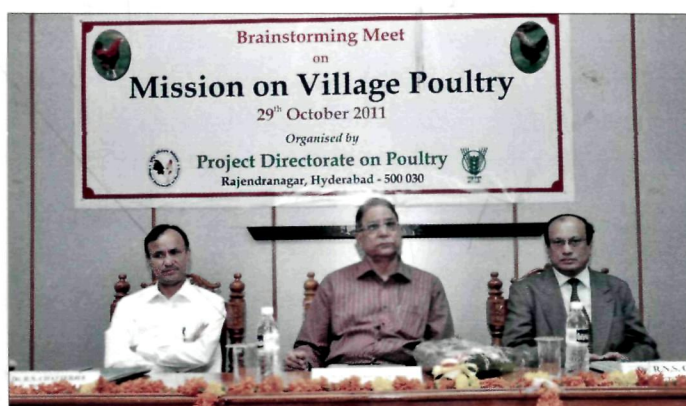 Brainstorming Meet
on
Mission on Village Poultry
29th October 2011
Organised by
Project Directorate on Poultry
Rajendranagar, Hyderabad - 500 030
Dr. R.N.S.